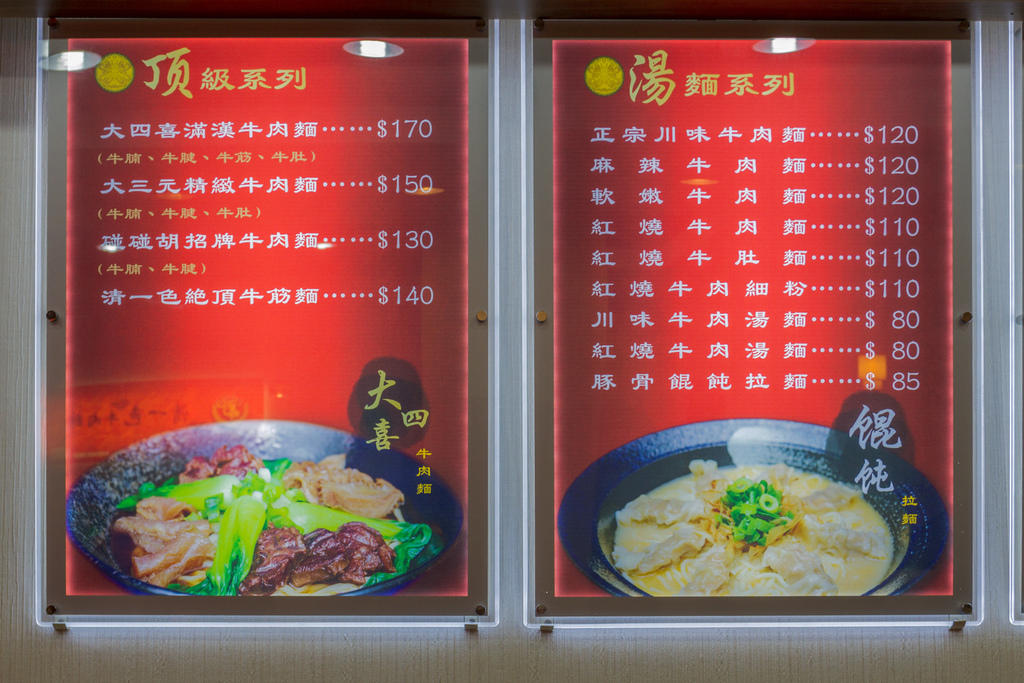 頂級系列
大四喜滿漢牛肉麵⋯⋯$170
(牛腩、牛腱、牛筋、牛肚)
大三元精緻牛肉麵⋯⋯$150
(牛腩、牛腱、牛肚)
碰碰胡招牌牛肉麵⋯⋯$130
(牛腩、牛腱)
清一色絕頂牛筋麵⋯⋯$140
大四喜
牛肉麵
湯麵系列
正宗川味牛肉麵⋯⋯$120
麻辣牛肉麵⋯⋯$120
軟嫩牛肉麵⋯⋯$120
紅燒牛肉麵⋯⋯$110
紅燒牛肚麵⋯⋯$110
紅燒牛肉細粉⋯⋯$110
川味牛肉湯麵⋯⋯$ 80
紅燒牛肉湯麵⋯⋯$ 80
豚骨餛飩拉麵⋯⋯$ 85
餛飩
拉麵